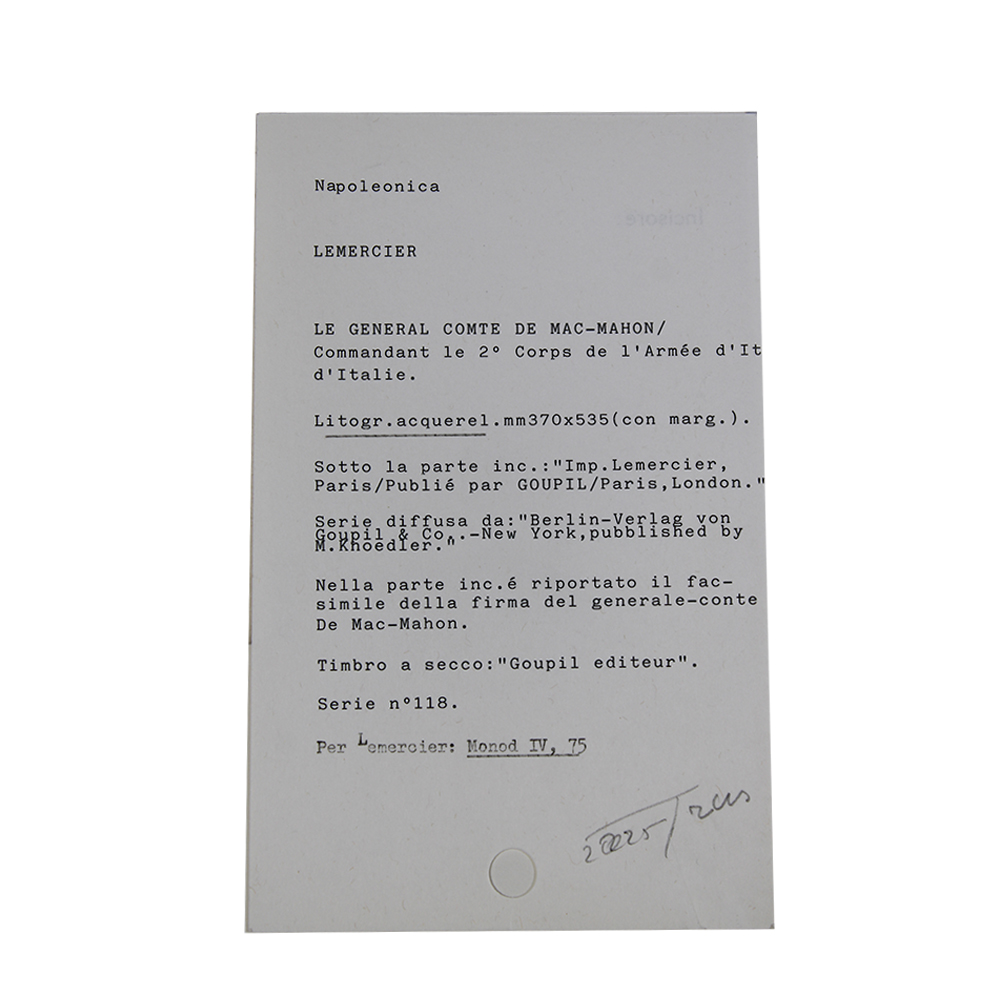 Napoleonica
Incisore
LEMERCIER
LE GENERAL COMTE DE MAC-MAHON/
Commandant le 2° Corps de l'Armée d'It
d'Italie.
Litogr.acquerel.mm370x535(con marg.).
Sotto la parte inc.:"Imp.Lemercier,
Paris/Publié par GOUPIL/Paris,London."
Serie diffusa da:"Berlin-Verlag von
Goupil & Co,.-New York,pubblished by
M.Khoedler."
Nella parte inc.é riportato il fac-
simile della firma del generale-conte
De Mac-Mahon.
Timbro a secco:"Goupil editeur".
Serie n°118.
Per Lemercier: Monod IV, 75